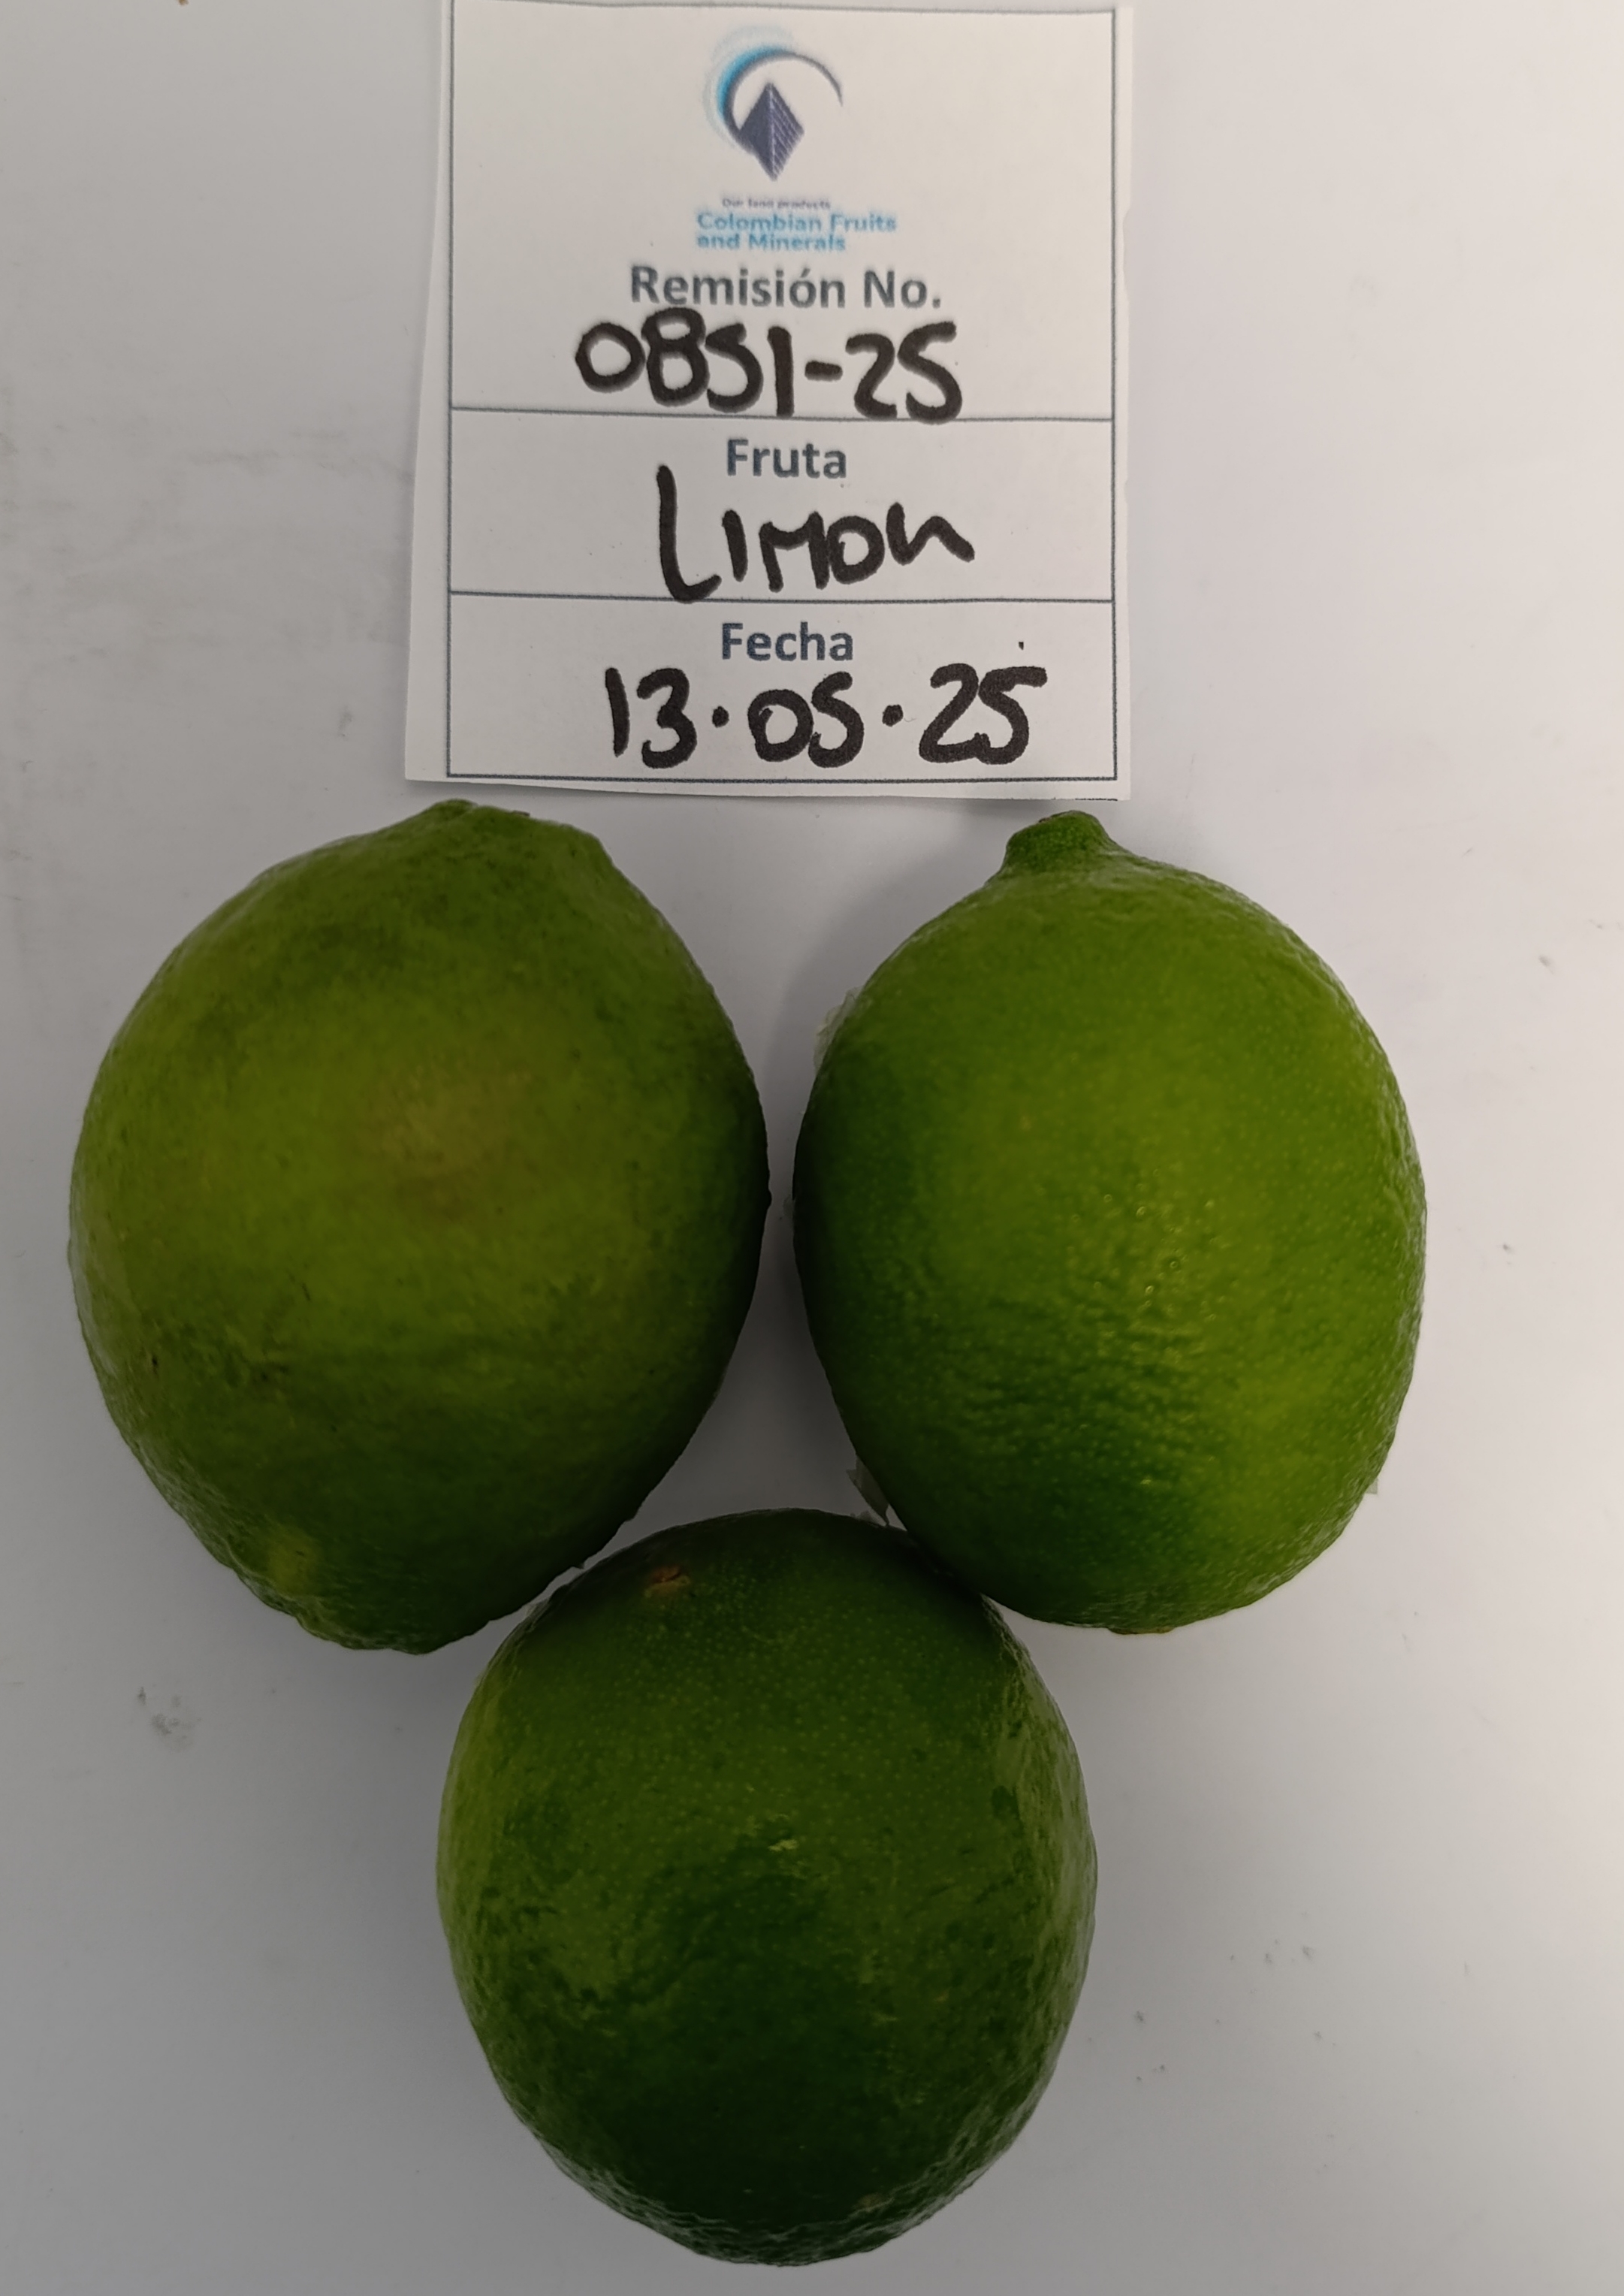 Our food products
Colombian Fruits
and Minerals
Remisión No.
0851-25
Fruta
LIMON
Fecha
13.05.25